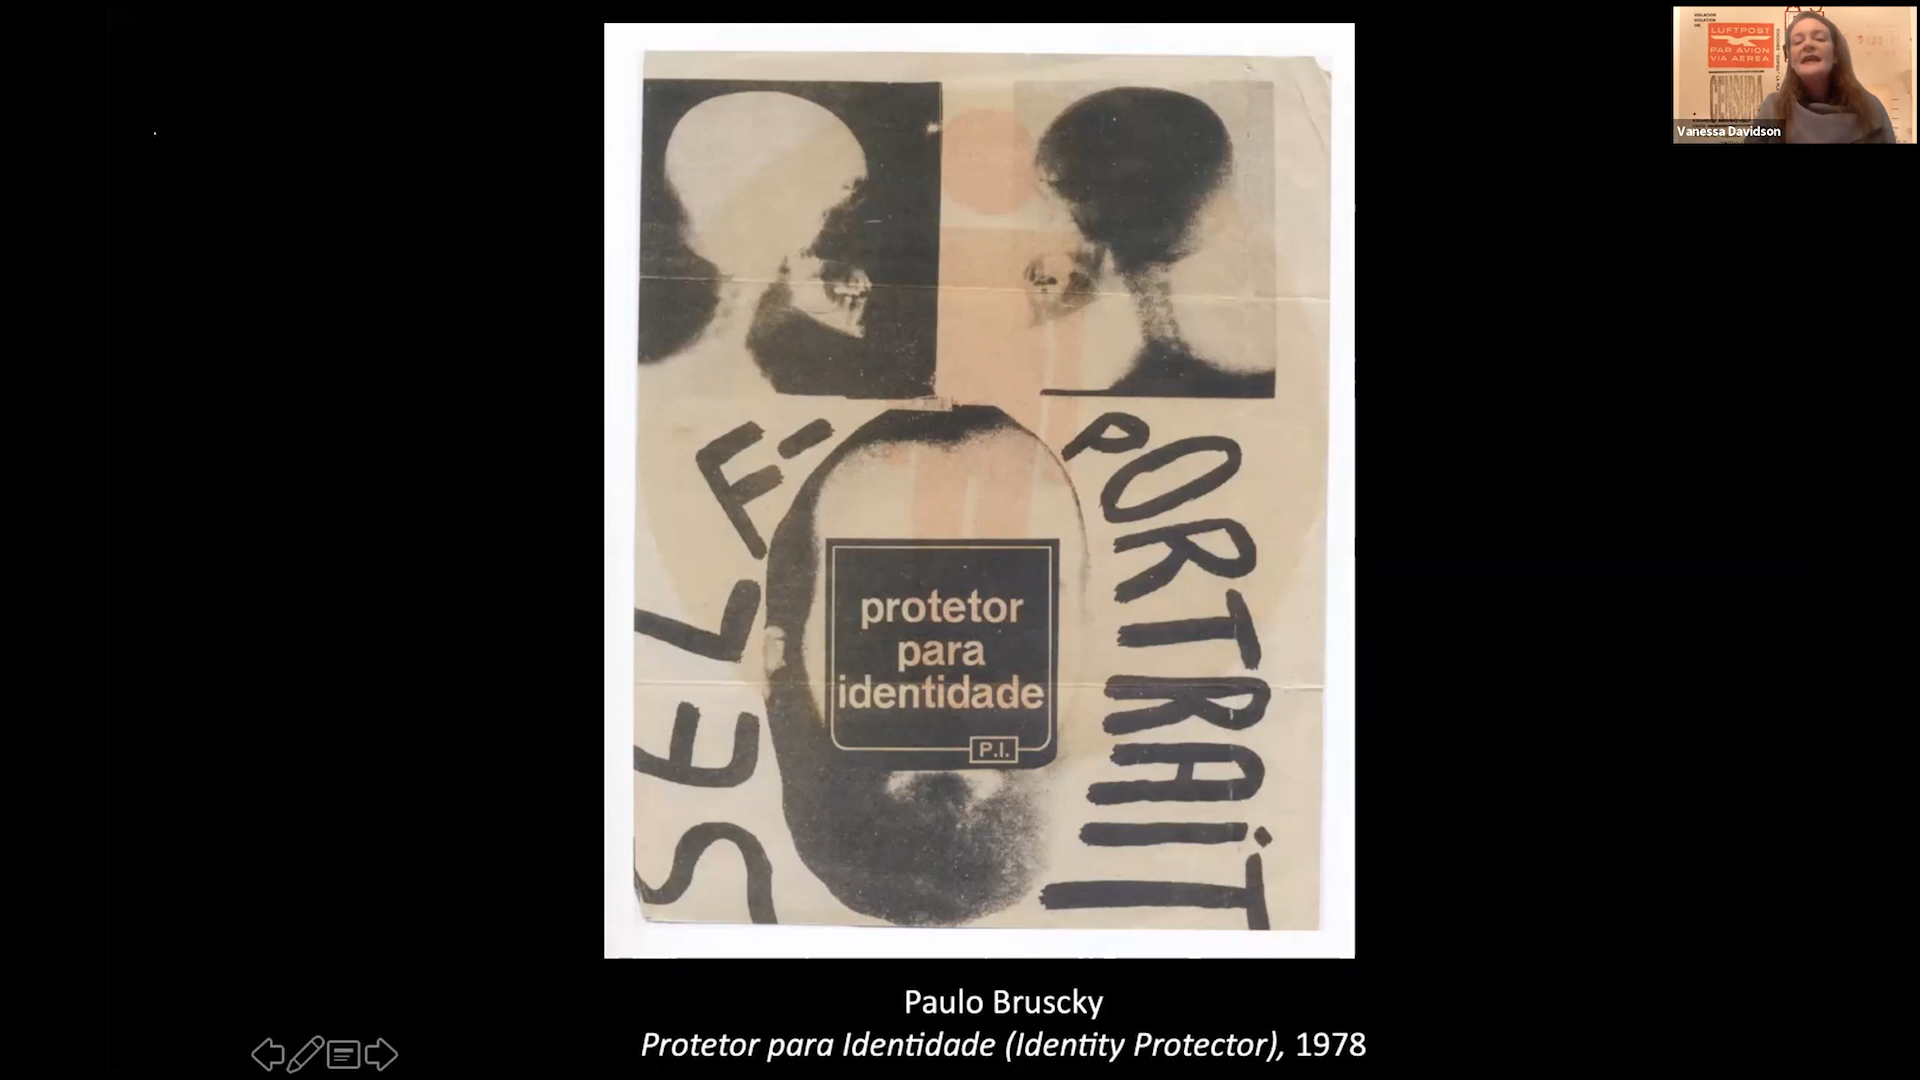 LUFTPOST
PAR AVION
VIA AEREA
CENSURA
Vanessa Davidson
SELF-
PORTRAIT
protetor
para
identidade
P.I.
Paulo Bruscky
Protetor para Identidade (Identity Protector), 1978